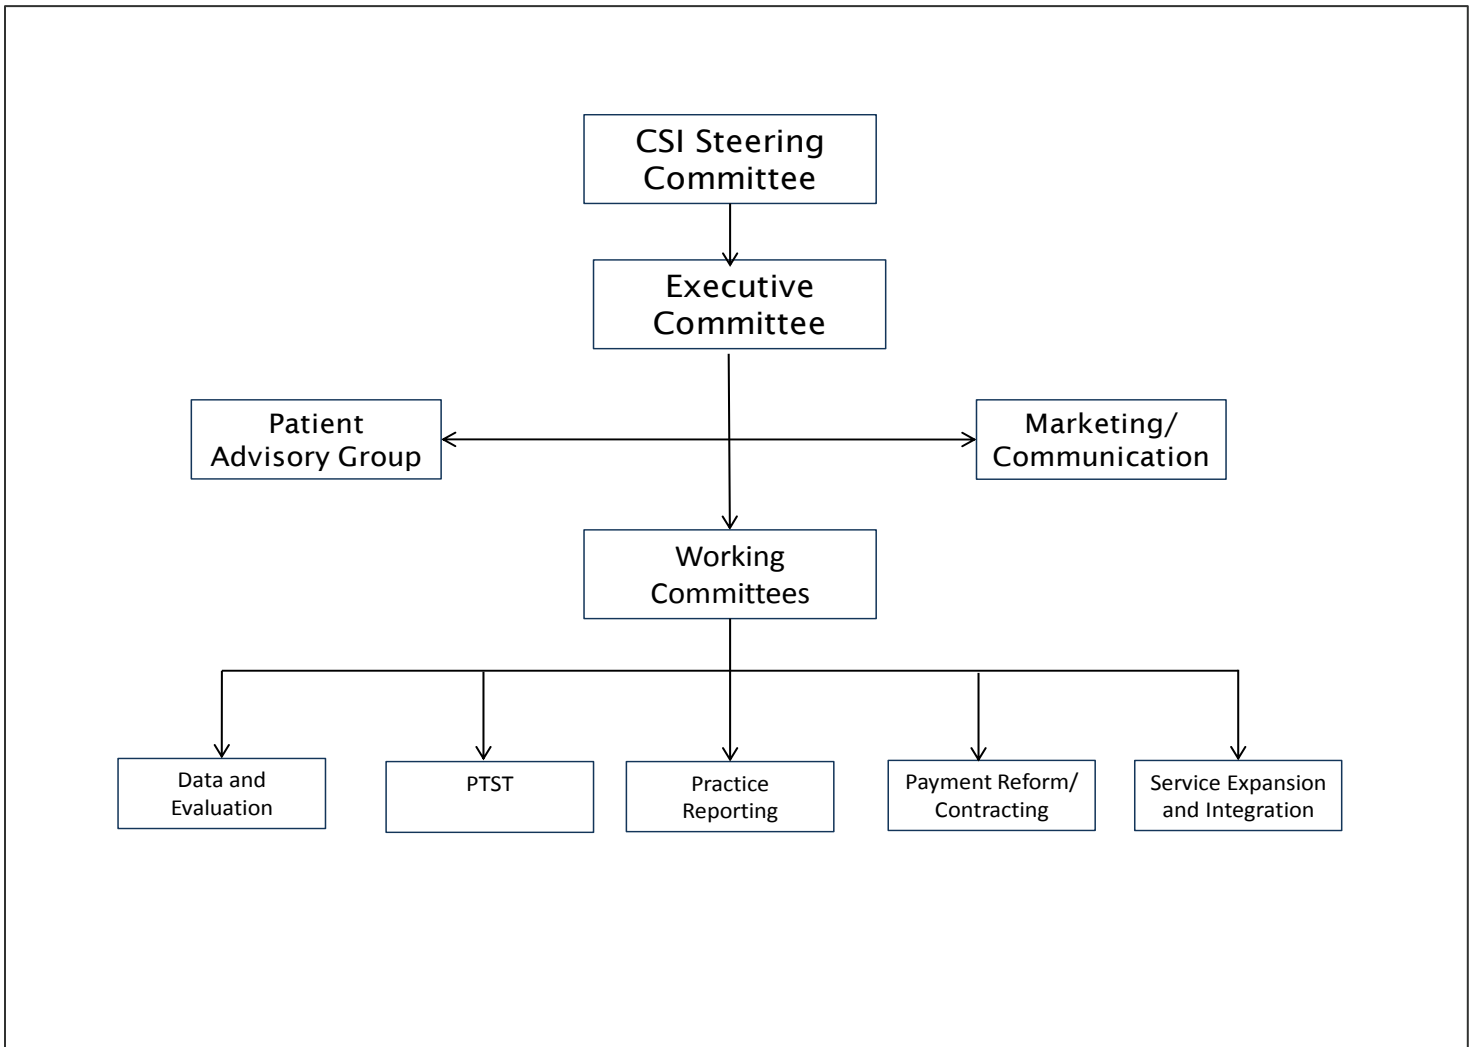 CSI Steering
Committee
Executive
Committee
Patient
Advisory Group
Marketing/
Communication
Working
Committees
Data and
Evaluation
PTST
Practice
Reporting
Payment Reform/
Contracting
Service Expansion
and Integration